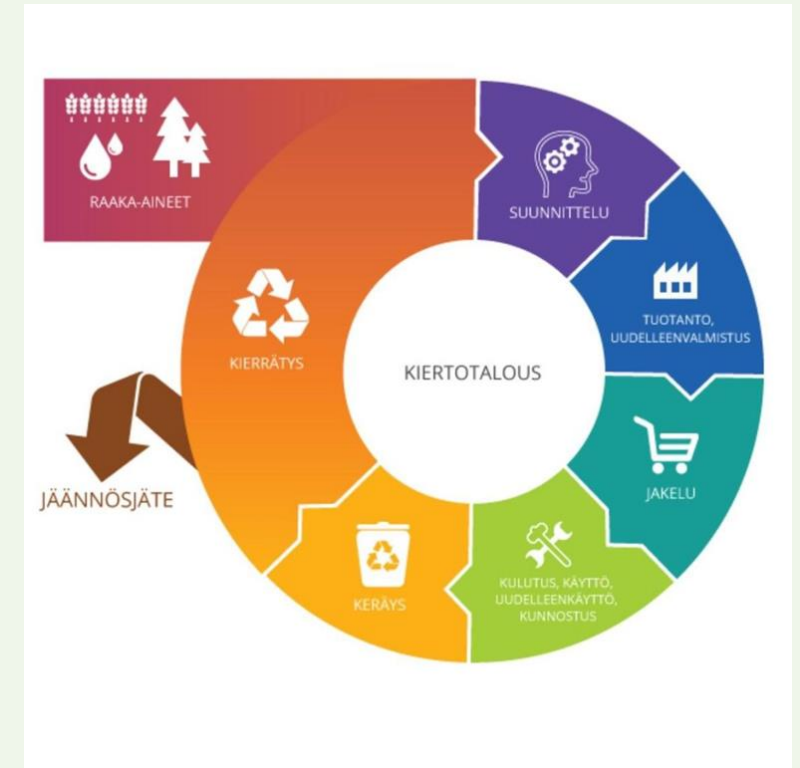 RAAKA-AINEET
SUUNNITTELU
TUOTANTO,
UUDELLEENVALMISTUS
KIERRÄTYS
KIERTOTALOUS
JAKELU
JÄÄNNÖSJÄTE
KULUTUS, KÄYTTÖ,
UUDELLEENKÄYTTÖ,
KUNNOSTUS
KERÄYS